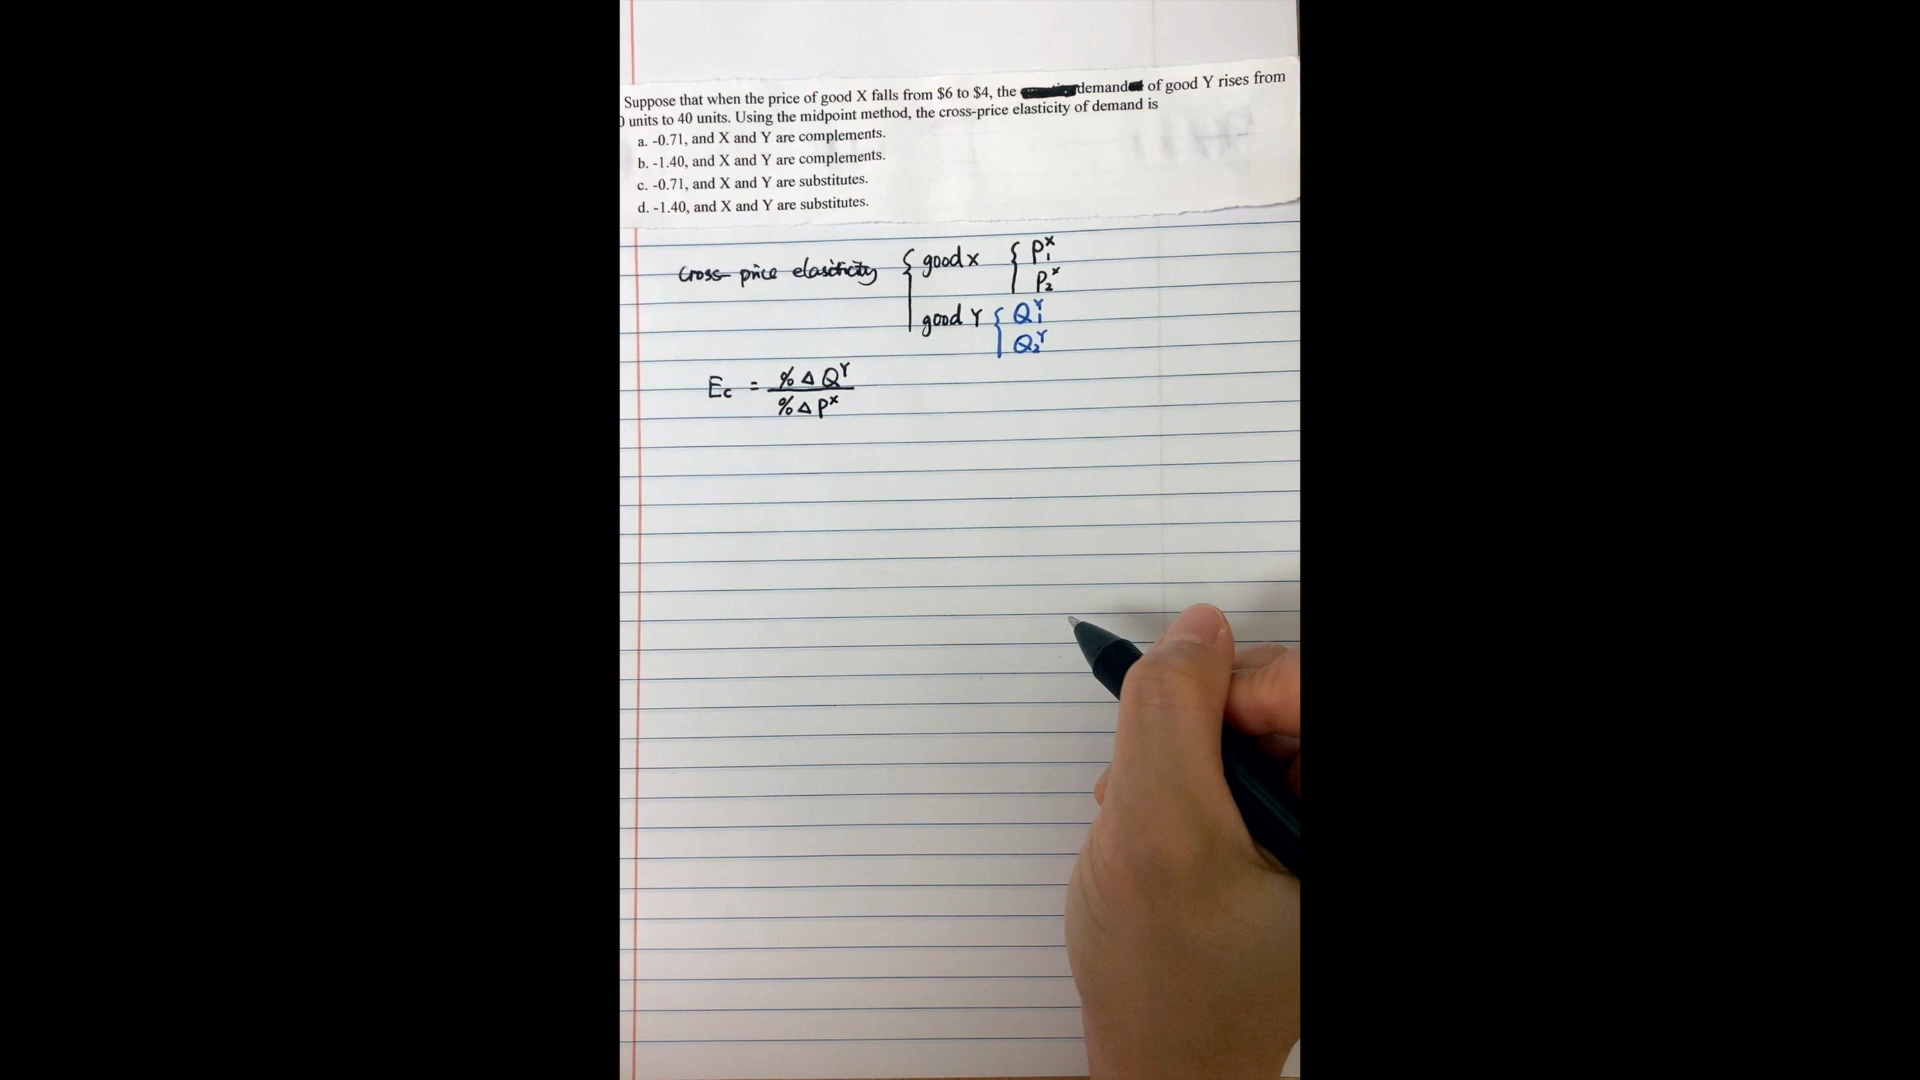 Suppose that when the price of good X falls from $6 to $4, the demand of good Y rises from
0 units to 40 units. Using the midpoint method, the cross-price elasticity of demand is
a. -0.71, and X and Y are complements.
b. -1.40, and X and Y are complements.
c. -0.71, and X and Y are substitutes.
d. -1.40, and X and Y are substitutes.
cross-price elasticity { good x { P₁ˣ
P₂ˣ
good Y { Q₁ʸ
Q₂ʸ
Ec = % Δ Qʸ
% Δ Pˣ